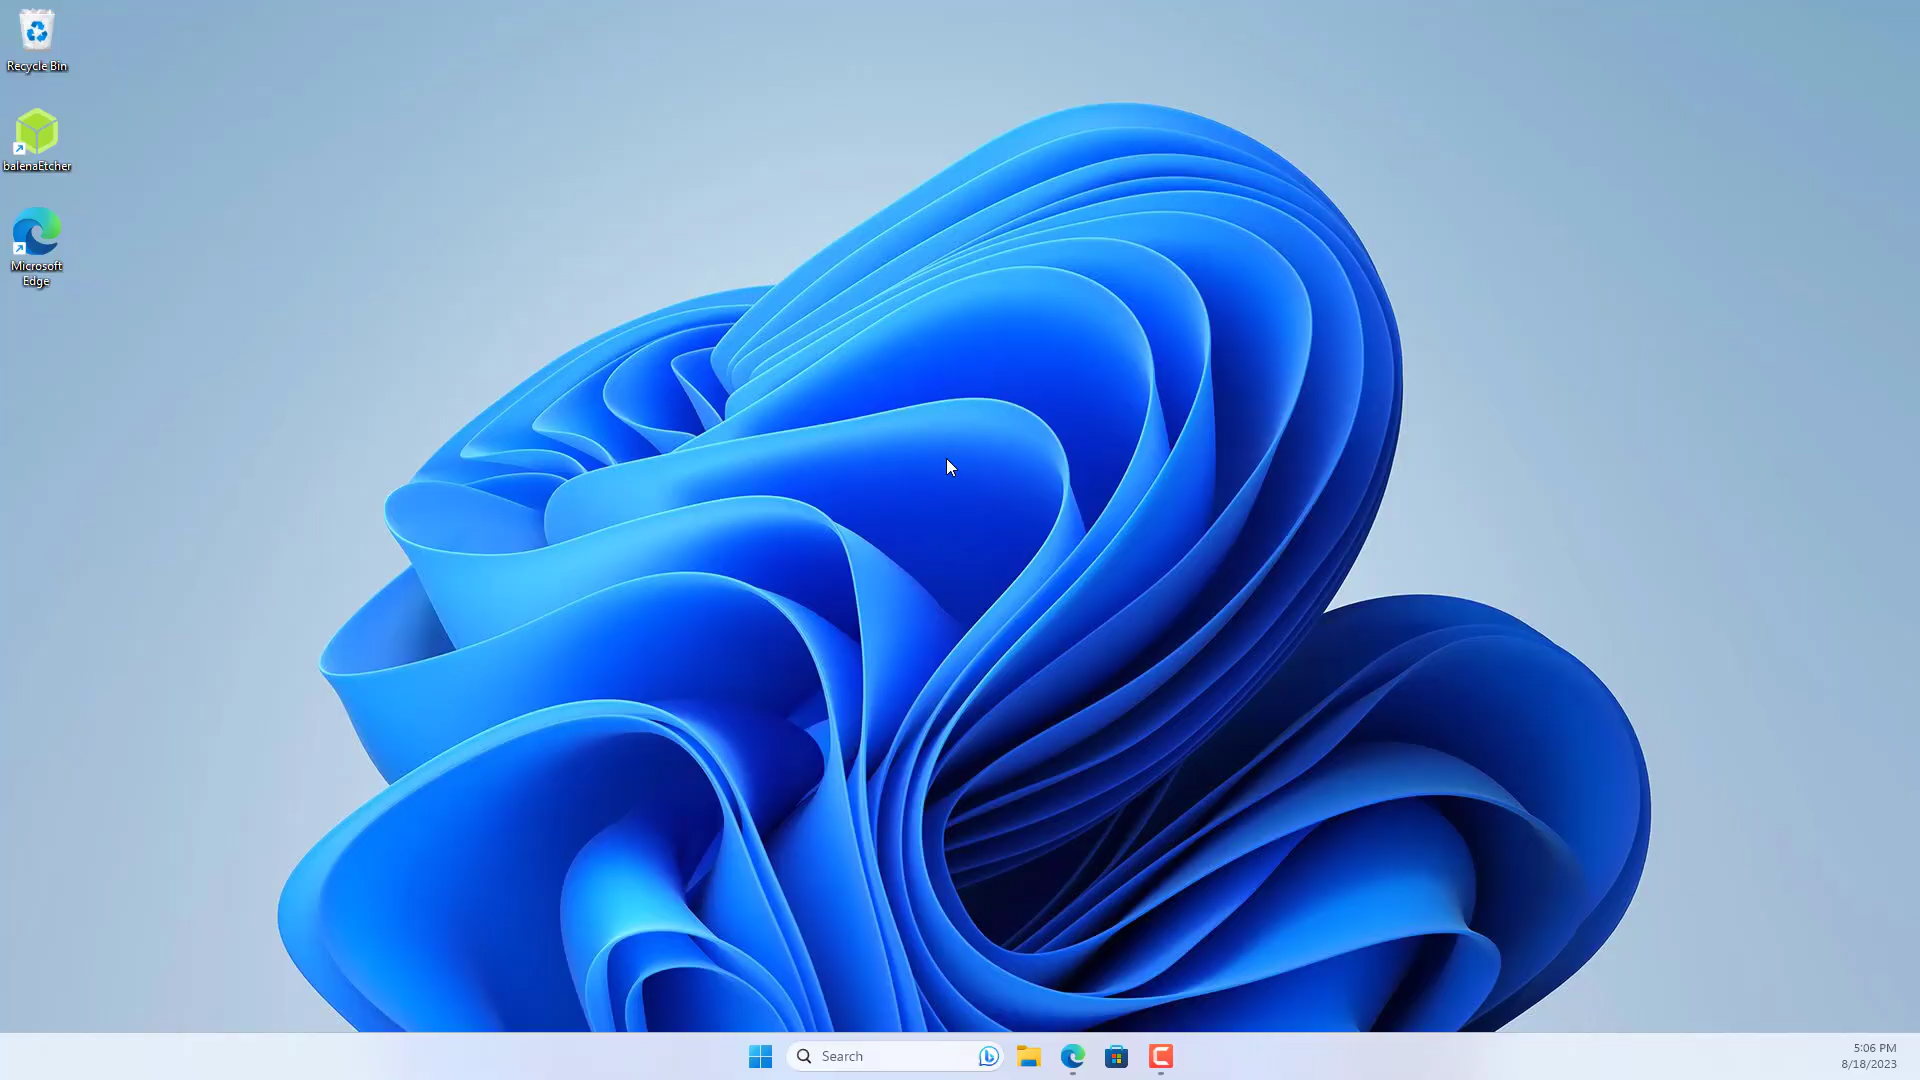 Recycle Bin
balenaEtcher
Microsoft
Edge
Search
5:06 PM
8/18/2023